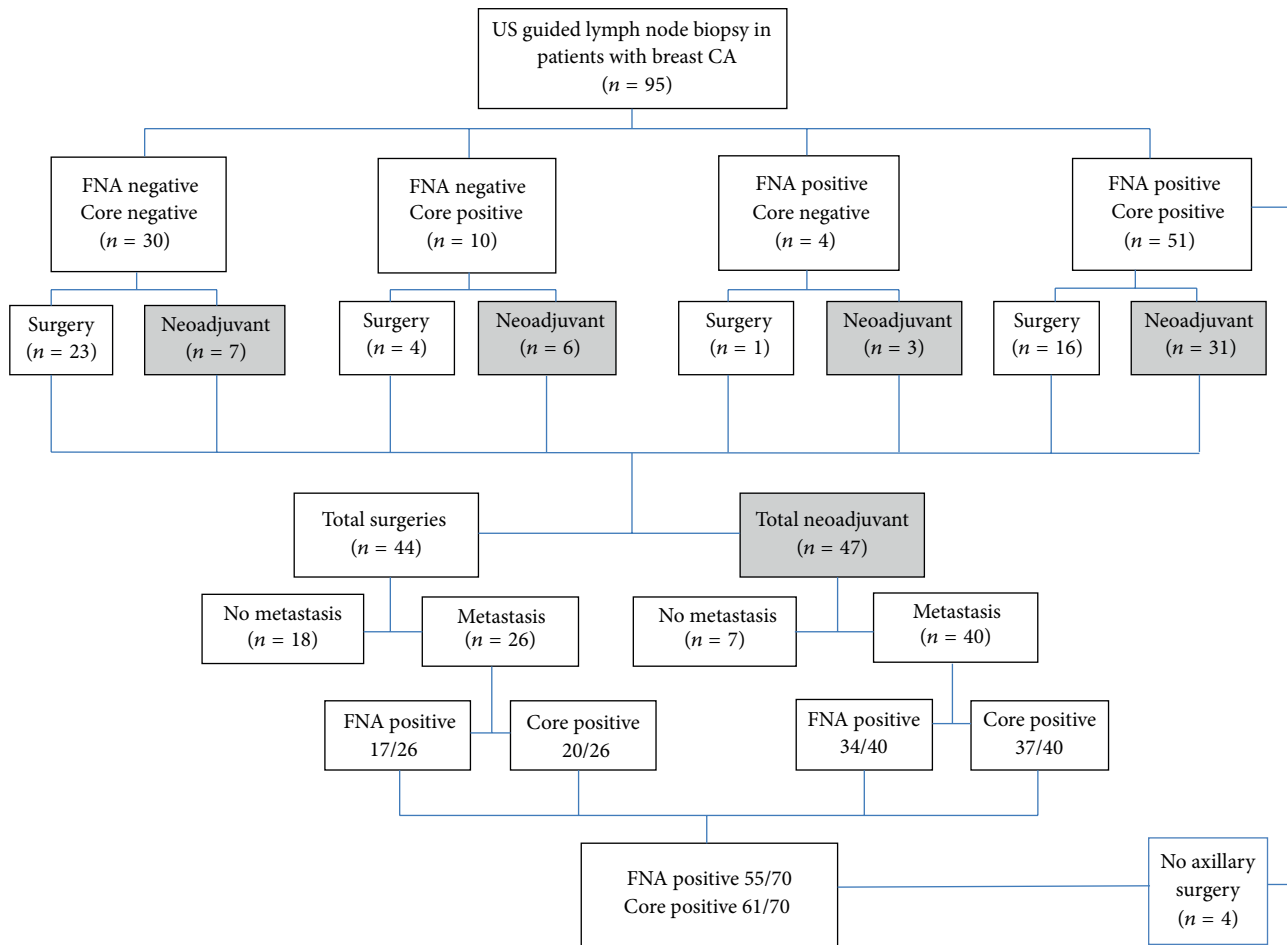 US guided lymph node biopsy in
patients with breast CA
(n = 95)
FNA negative
Core negative
(n = 30)
FNA negative
Core positive
(n = 10)
FNA positive
Core negative
(n = 4)
FNA positive
Core positive
(n = 51)
Surgery
(n = 23)
Neoadjuvant
(n = 7)
Surgery
(n = 4)
Neoadjuvant
(n = 6)
Surgery
(n = 1)
Neoadjuvant
(n = 3)
Surgery
(n = 16)
Neoadjuvant
(n = 31)
Total surgeries
(n = 44)
Total neoadjuvant
(n = 47)
No metastasis
(n = 18)
Metastasis
(n = 26)
No metastasis
(n = 7)
Metastasis
(n = 40)
FNA positive
17/26
Core positive
20/26
FNA positive
34/40
Core positive
37/40
FNA positive 55/70
Core positive 61/70
No axillary
surgery
(n = 4)